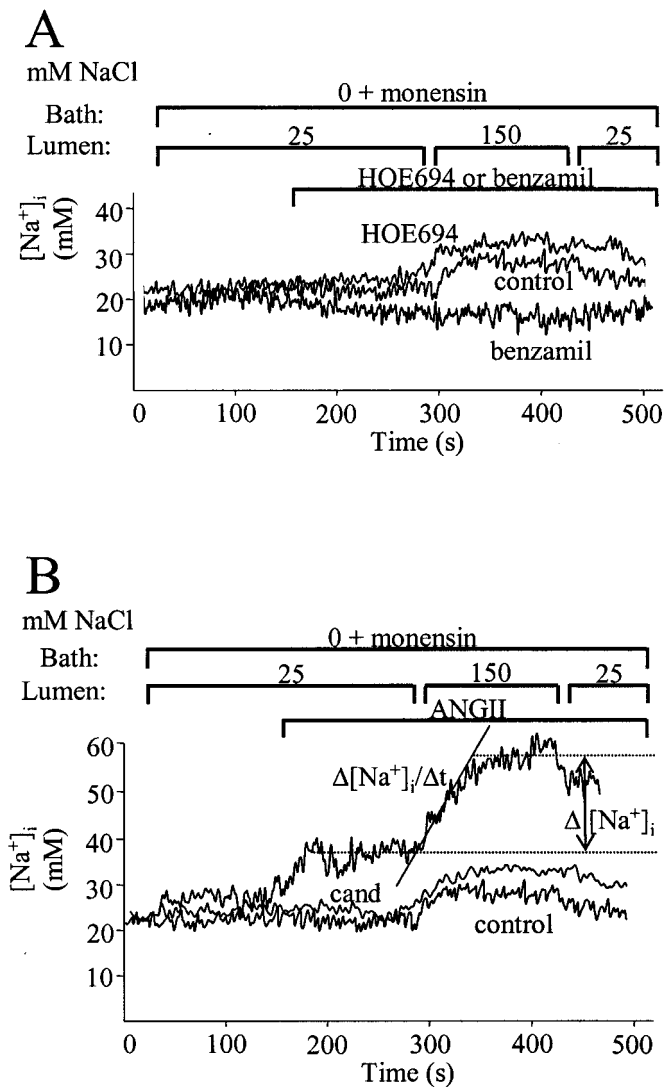 A
mM NaCl
0 + monensin
Bath:
25 150 25
Lumen:
HOE694 or benzamil
[Na+]i
(mM)
40
30
20
10
HOE694
control
benzamil
0 100 200 300 400 500
Time (s)
B
mM NaCl
0 + monensin
Bath:
25 150 25
Lumen:
ANGII
[Na+]i
(mM)
60
50
40
30
20
10
Δ[Na+]i/Δt
Δ[Na+]i
cand
control
0 100 200 300 400 500
Time (s)